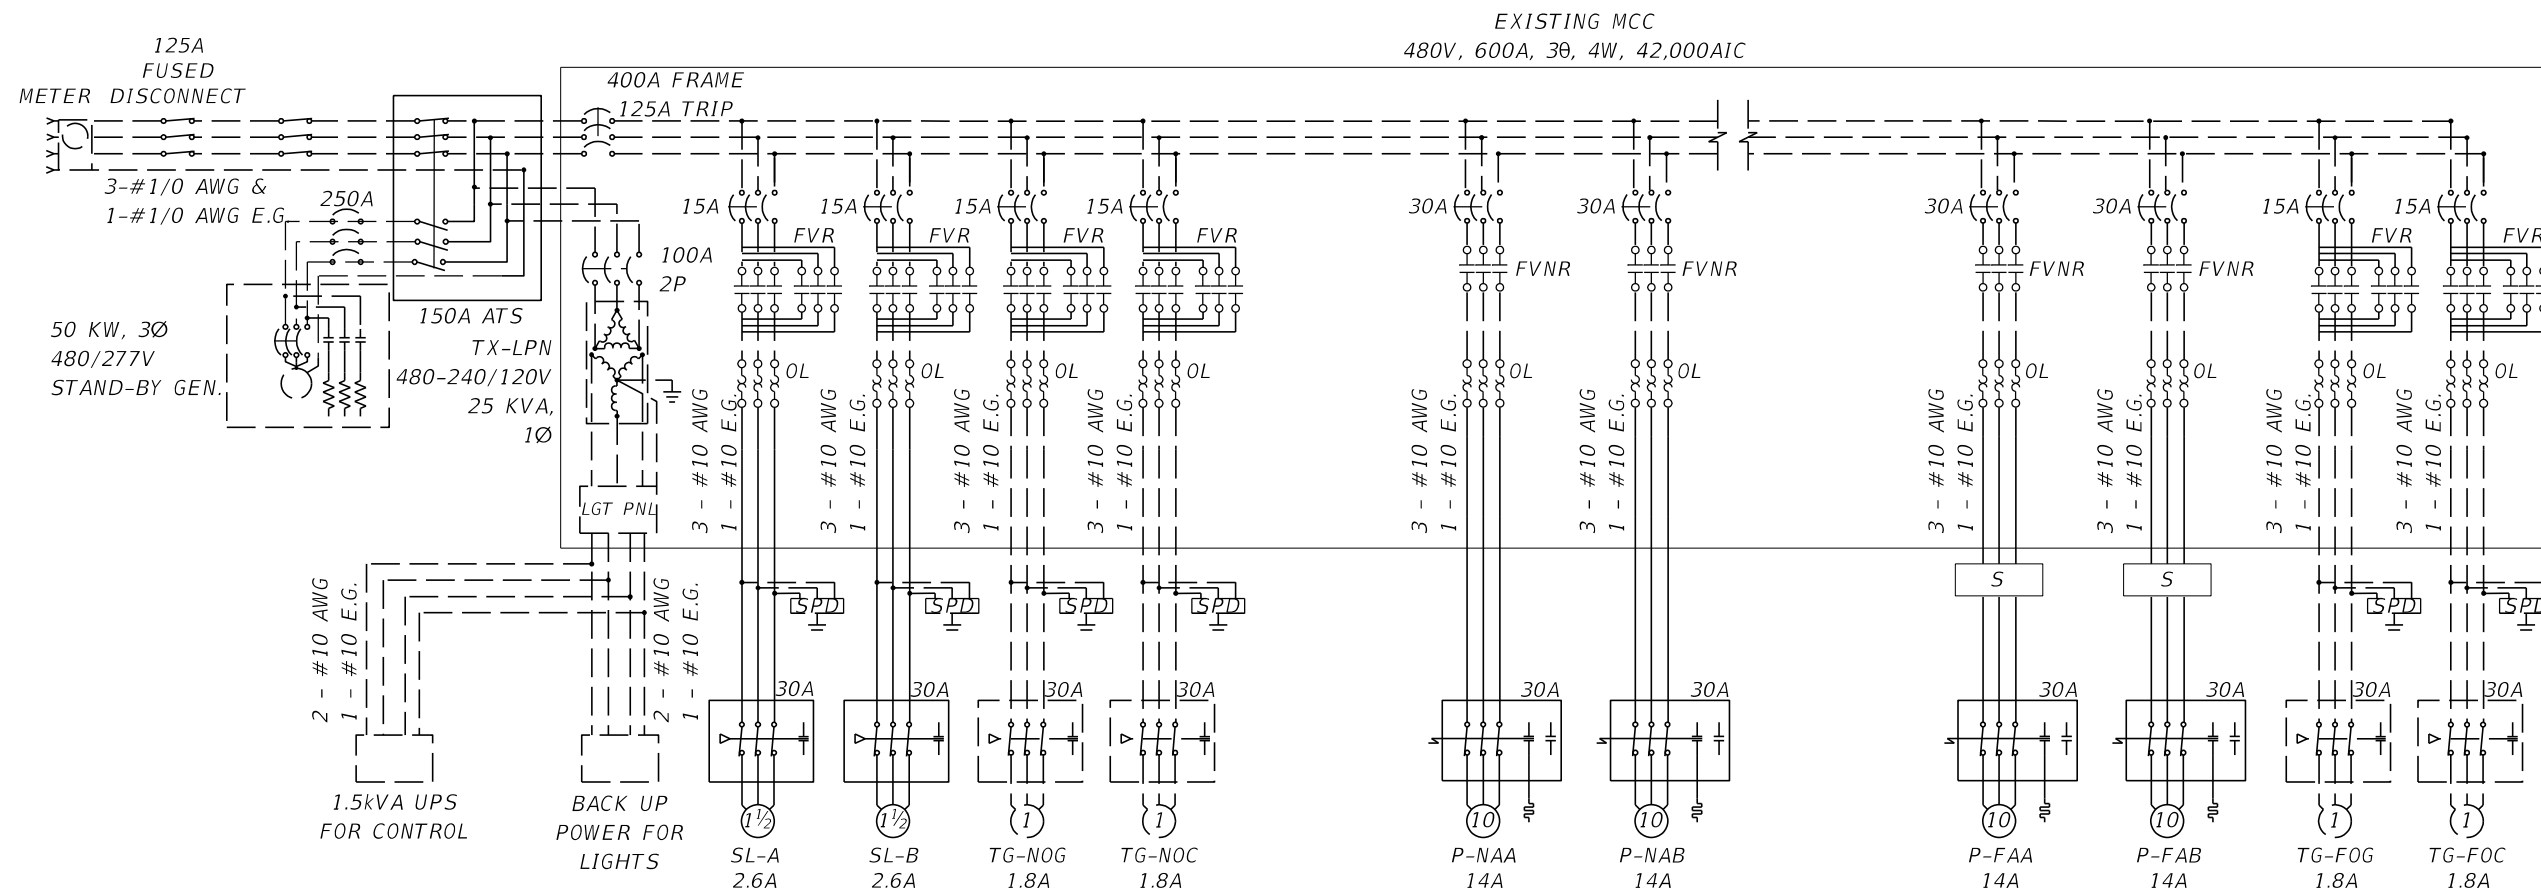 EXISTING MCC
480V, 600A, 3θ, 4W, 42,000AIC
125A
FUSED
METER DISCONNECT
400A FRAME
125A TRIP
3-#1/0 AWG &
1-#1/0 AWG E.G.
250A
150A ATS
50 KW, 3Ø
480/277V
STAND-BY GEN.
TX-LPN
480-240/120V
25 KVA,
1Ø
100A
2P
LGT PNL
15A
15A
15A
15A
30A
30A
30A
30A
15A
15A
FVR
FVR
FVR
FVR
FVNR
FVNR
FVNR
FVNR
FVR
FVR
OL
OL
OL
OL
OL
OL
OL
OL
OL
OL
3 - #10 AWG
1 - #10 E.G.
3 - #10 AWG
1 - #10 E.G.
3 - #10 AWG
1 - #10 E.G.
3 - #10 AWG
1 - #10 E.G.
3 - #10 AWG
1 - #10 E.G.
3 - #10 AWG
1 - #10 E.G.
3 - #10 AWG
1 - #10 E.G.
3 - #10 AWG
1 - #10 E.G.
3 - #10 AWG
1 - #10 E.G.
3 - #10 AWG
1 - #10 E.G.
S
S
SPD
SPD
SPD
SPD
SPD
SPD
2 - #10 AWG
1 - #10 E.G.
2 - #10 AWG
1 - #10 E.G.
30A
30A
30A
30A
30A
30A
30A
30A
30A
30A
1.5kVA UPS
FOR CONTROL
BACK UP
POWER FOR
LIGHTS
1½
1½
1
1
10
10
10
10
1
1
SL-A
2.6A
SL-B
2.6A
TG-NOG
1.8A
TG-NOC
1.8A
P-NAA
14A
P-NAB
14A
P-FAA
14A
P-FAB
14A
TG-FOG
1.8A
TG-FOC
1.8A